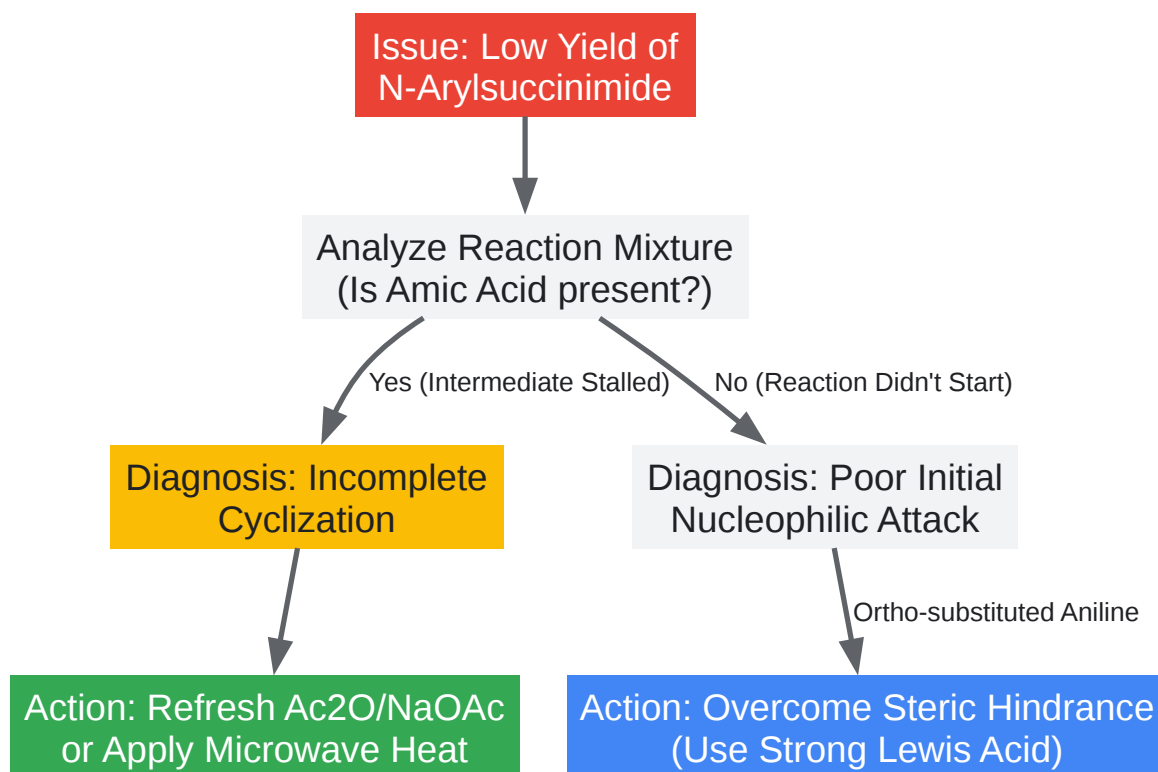 Issue: Low Yield of
N-Arylsuccinimide
Analyze Reaction Mixture
(Is Amic Acid present?)
Yes (Intermediate Stalled)
No (Reaction Didn't Start)
Diagnosis: Incomplete
Cyclization
Diagnosis: Poor Initial
Nucleophilic Attack
Ortho-substituted Aniline
Action: Refresh Ac2O/NaOAc
or Apply Microwave Heat
Action: Overcome Steric Hindrance
(Use Strong Lewis Acid)